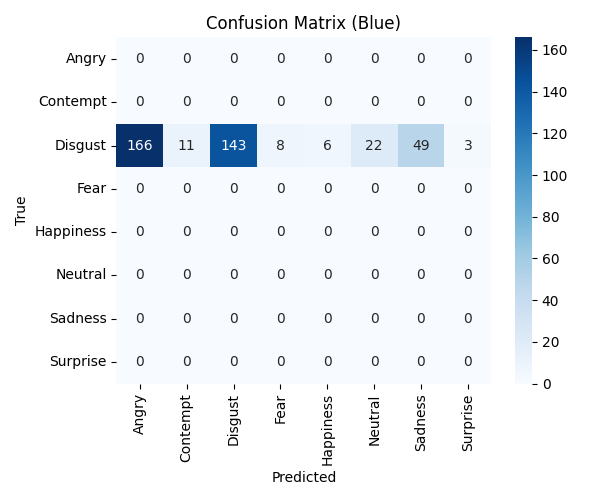 Confusion Matrix (Blue)
Angry 0 0 0 0 0 0 0 0
Contempt 0 0 0 0 0 0 0 0
Disgust 166 11 143 8 6 22 49 3
Fear 0 0 0 0 0 0 0 0
Happiness 0 0 0 0 0 0 0 0
Neutral 0 0 0 0 0 0 0 0
Sadness 0 0 0 0 0 0 0 0
Surprise 0 0 0 0 0 0 0 0
True
Angry Contempt Disgust Fear Happiness Neutral Sadness Surprise
Predicted
160
140
120
100
80
60
40
20
0